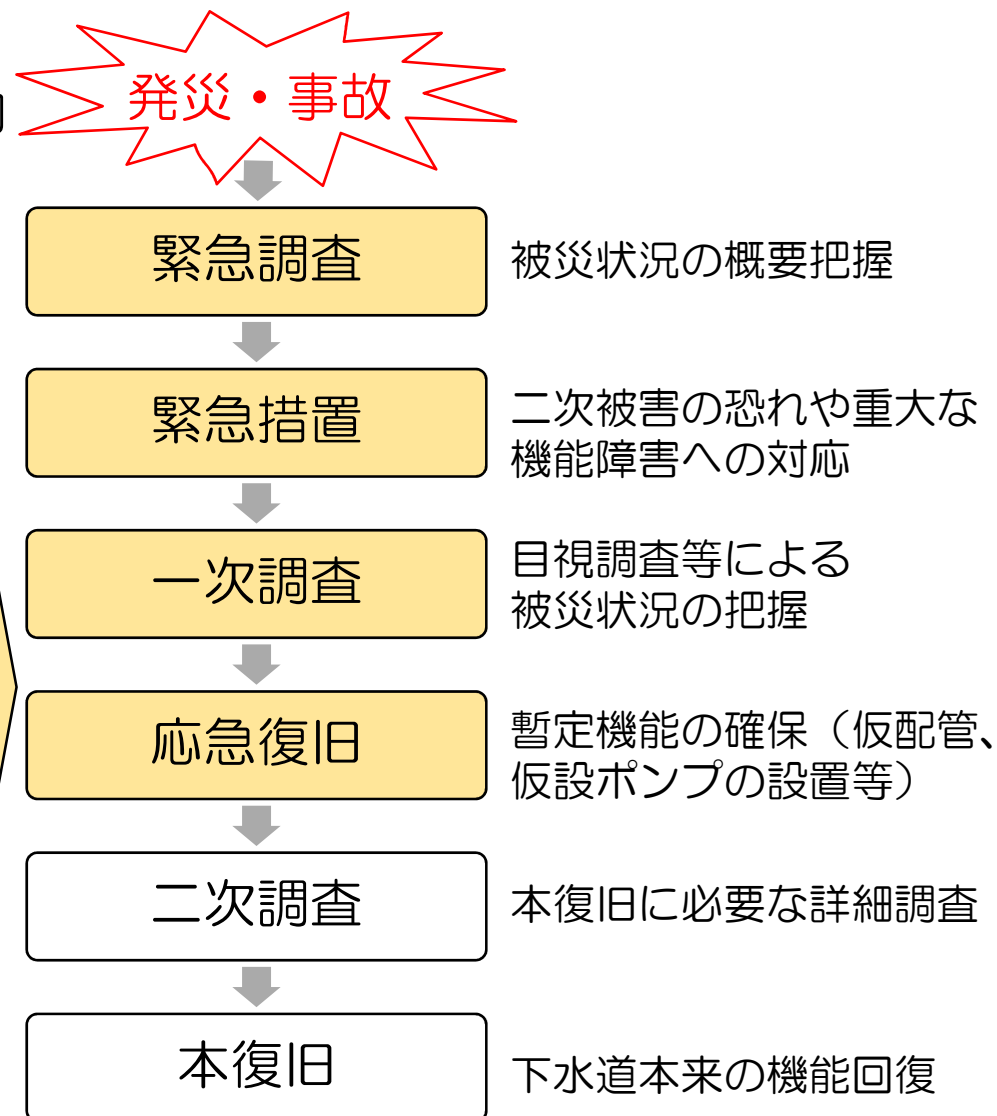 発災・事故
緊急調査
被災状況の概要把握
緊急措置
二次被害の恐れや重大な
機能障害への対応
一次調査
目視調査等による
被災状況の把握
応急復旧
暫定機能の確保（仮配管、
仮設ポンプの設置等）
二次調査
本復旧に必要な詳細調査
本復旧
下水道本来の機能回復